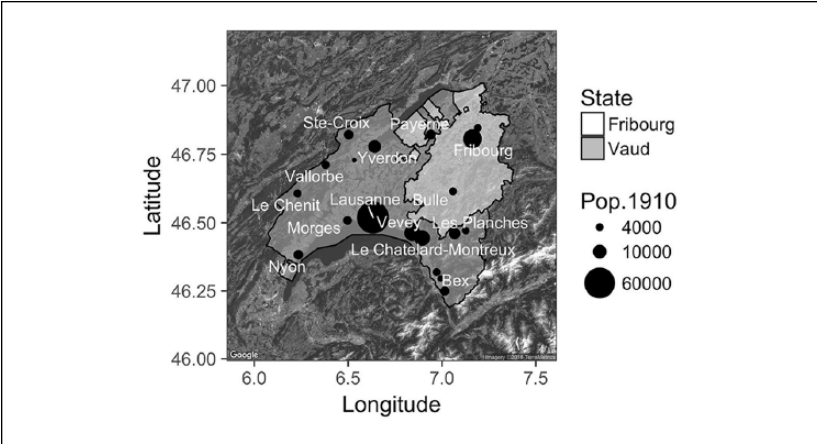 47.00
46.75
46.50
46.25
46.00
Latitude
6.0
6.5
7.0
7.5
Longitude
Ste-Croix
Payerne
Yverdon
Fribourg
Vallorbe
Le Chenit
Lausanne
Bulle
Morges
Vevey
Les-Planches
Le Chatelard-Montreux
Nyon
Bex
Google
State
Fribourg
Vaud
Pop.1910
4000
10000
60000